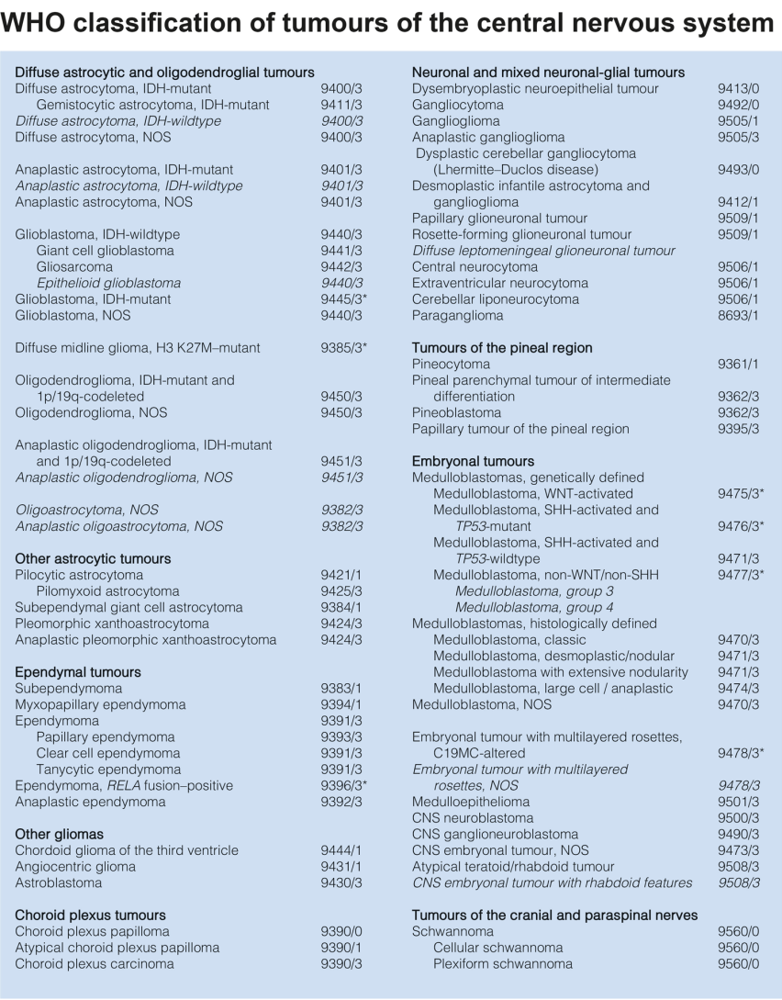 WHO classification of tumours of the central nervous system
Diffuse astrocytic and oligodendroglial tumours
Diffuse astrocytoma, IDH-mutant 9400/3
Gemistocytic astrocytoma, IDH-mutant 9411/3
Diffuse astrocytoma, IDH-wildtype 9400/3
Diffuse astrocytoma, NOS 9400/3
Anaplastic astrocytoma, IDH-mutant 9401/3
Anaplastic astrocytoma, IDH-wildtype 9401/3
Anaplastic astrocytoma, NOS 9401/3
Glioblastoma, IDH-wildtype 9440/3
Giant cell glioblastoma 9441/3
Gliosarcoma 9442/3
Epithelioid glioblastoma 9440/3
Glioblastoma, IDH-mutant 9445/3*
Glioblastoma, NOS 9440/3
Diffuse midline glioma, H3 K27M–mutant 9385/3*
Oligodendroglioma, IDH-mutant and
1p/19q-codeleted 9450/3
Oligodendroglioma, NOS 9450/3
Anaplastic oligodendroglioma, IDH-mutant
and 1p/19q-codeleted 9451/3
Anaplastic oligodendroglioma, NOS 9451/3
Oligoastrocytoma, NOS 9382/3
Anaplastic oligoastrocytoma, NOS 9382/3
Other astrocytic tumours
Pilocytic astrocytoma 9421/1
Pilomyxoid astrocytoma 9425/3
Subependymal giant cell astrocytoma 9384/1
Pleomorphic xanthoastrocytoma 9424/3
Anaplastic pleomorphic xanthoastrocytoma 9424/3
Ependymal tumours
Subependymoma 9383/1
Myxopapillary ependymoma 9394/1
Ependymoma 9391/3
Papillary ependymoma 9393/3
Clear cell ependymoma 9391/3
Tanycytic ependymoma 9391/3
Ependymoma, RELA fusion–positive 9396/3*
Anaplastic ependymoma 9392/3
Other gliomas
Chordoid glioma of the third ventricle 9444/1
Angiocentric glioma 9431/1
Astroblastoma 9430/3
Choroid plexus tumours
Choroid plexus papilloma 9390/0
Atypical choroid plexus papilloma 9390/1
Choroid plexus carcinoma 9390/3
Neuronal and mixed neuronal-glial tumours
Dysembryoplastic neuroepithelial tumour 9413/0
Gangliocytoma 9492/0
Ganglioglioma 9505/1
Anaplastic ganglioglioma 9505/3
Dysplastic cerebellar gangliocytoma
(Lhermitte–Duclos disease) 9493/0
Desmoplastic infantile astrocytoma and
ganglioglioma 9412/1
Papillary glioneuronal tumour 9509/1
Rosette-forming glioneuronal tumour 9509/1
Diffuse leptomeningeal glioneuronal tumour
Central neurocytoma 9506/1
Extraventricular neurocytoma 9506/1
Cerebellar liponeurocytoma 9506/1
Paraganglioma 8693/1
Tumours of the pineal region
Pineocytoma 9361/1
Pineal parenchymal tumour of intermediate
differentiation 9362/3
Pineoblastoma 9362/3
Papillary tumour of the pineal region 9395/3
Embryonal tumours
Medulloblastomas, genetically defined
Medulloblastoma, WNT-activated 9475/3*
Medulloblastoma, SHH-activated and
TP53-mutant 9476/3*
Medulloblastoma, SHH-activated and
TP53-wildtype 9471/3
Medulloblastoma, non-WNT/non-SHH 9477/3*
Medulloblastoma, group 3
Medulloblastoma, group 4
Medulloblastomas, histologically defined
Medulloblastoma, classic 9470/3
Medulloblastoma, desmoplastic/nodular 9471/3
Medulloblastoma with extensive nodularity 9471/3
Medulloblastoma, large cell / anaplastic 9474/3
Medulloblastoma, NOS 9470/3
Embryonal tumour with multilayered rosettes,
C19MC-altered 9478/3*
Embryonal tumour with multilayered
rosettes, NOS 9478/3
Medulloepithelioma 9501/3
CNS neuroblastoma 9500/3
CNS ganglioneuroblastoma 9490/3
CNS embryonal tumour, NOS 9473/3
Atypical teratoid/rhabdoid tumour 9508/3
CNS embryonal tumour with rhabdoid features 9508/3
Tumours of the cranial and paraspinal nerves
Schwannoma 9560/0
Cellular schwannoma 9560/0
Plexiform schwannoma 9560/0